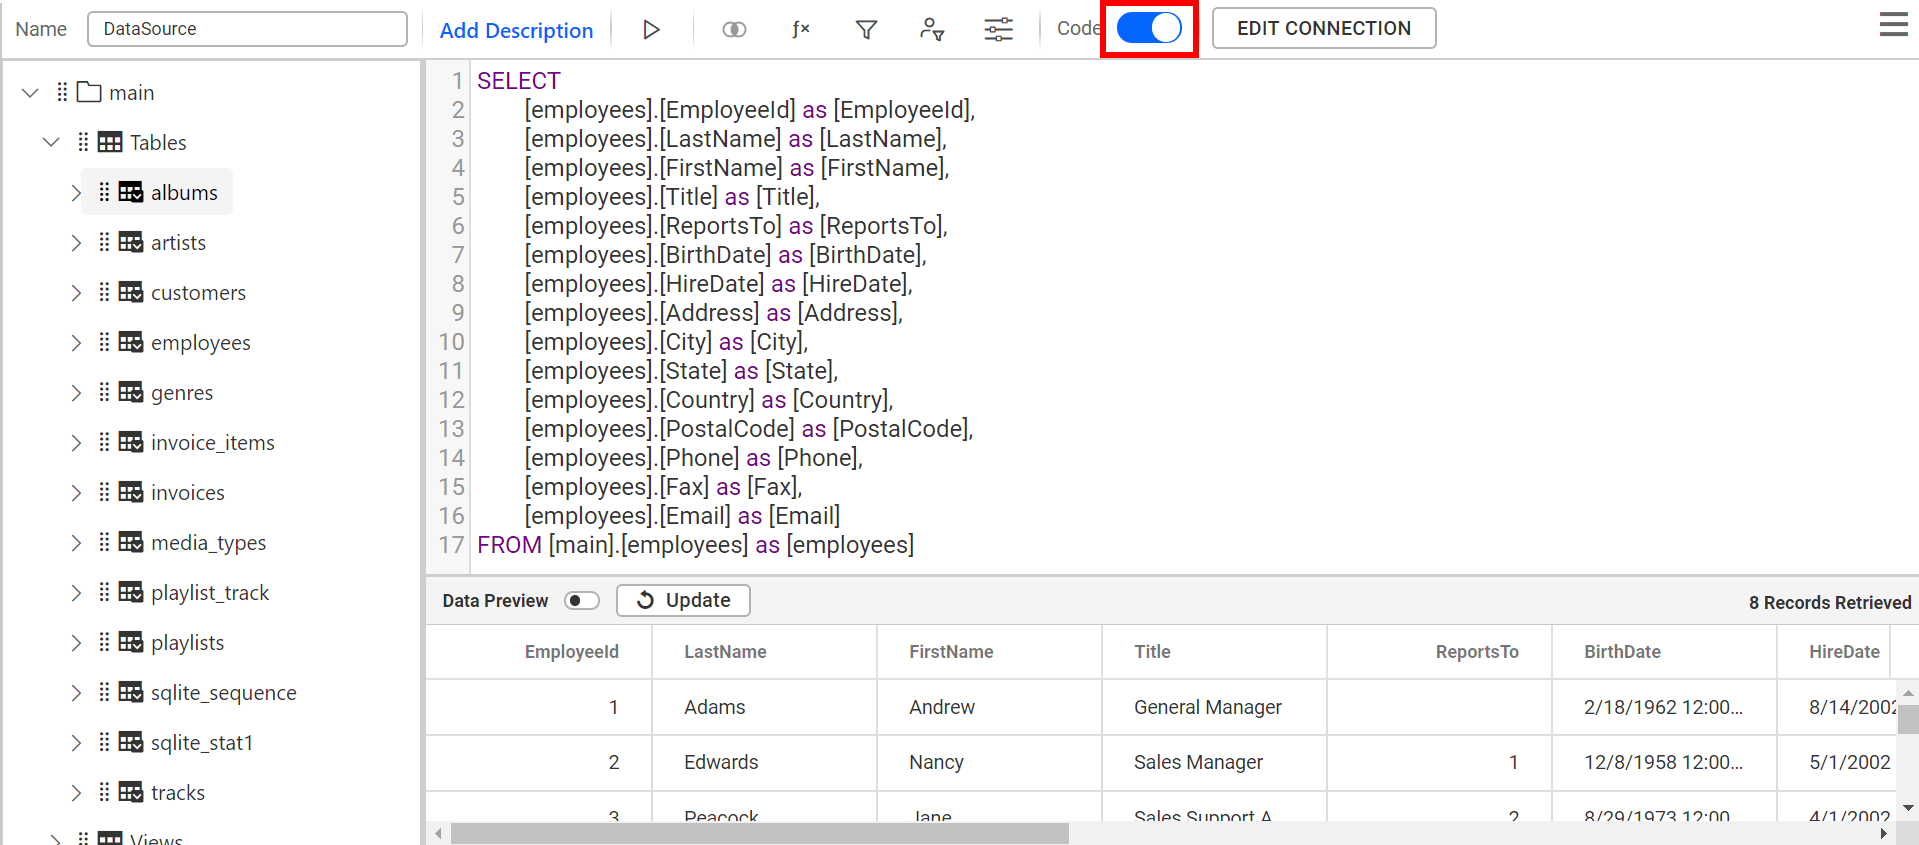 Name
DataSource
Add Description
ƒx
Code
EDIT CONNECTION
main
Tables
albums
artists
customers
employees
genres
invoice_items
invoices
media_types
playlist_track
playlists
sqlite_sequence
sqlite_stat1
tracks
Views
1 SELECT
2 [employees].[EmployeeId] as [EmployeeId],
3 [employees].[LastName] as [LastName],
4 [employees].[FirstName] as [FirstName],
5 [employees].[Title] as [Title],
6 [employees].[ReportsTo] as [ReportsTo],
7 [employees].[BirthDate] as [BirthDate],
8 [employees].[HireDate] as [HireDate],
9 [employees].[Address] as [Address],
10 [employees].[City] as [City],
11 [employees].[State] as [State],
12 [employees].[Country] as [Country],
13 [employees].[PostalCode] as [PostalCode],
14 [employees].[Phone] as [Phone],
15 [employees].[Fax] as [Fax],
16 [employees].[Email] as [Email]
17 FROM [main].[employees] as [employees]
Data Preview
Update
8 Records Retrieved
EmployeeId LastName FirstName Title ReportsTo BirthDate HireDate
1 Adams Andrew General Manager 2/18/1962 12:00... 8/14/2002
2 Edwards Nancy Sales Manager 1 12/8/1958 12:00... 5/1/2002
3 Peacock Jane Sales Support A 2 8/29/1973 12:00 4/1/2002